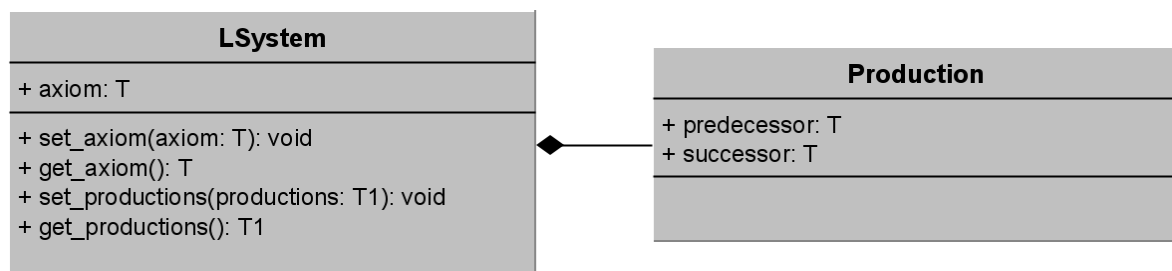 LSystem
+ axiom: T
+ set_axiom(axiom: T): void
+ get_axiom(): T
+ set_productions(productions: T1): void
+ get_productions(): T1
Production
+ predecessor: T
+ successor: T